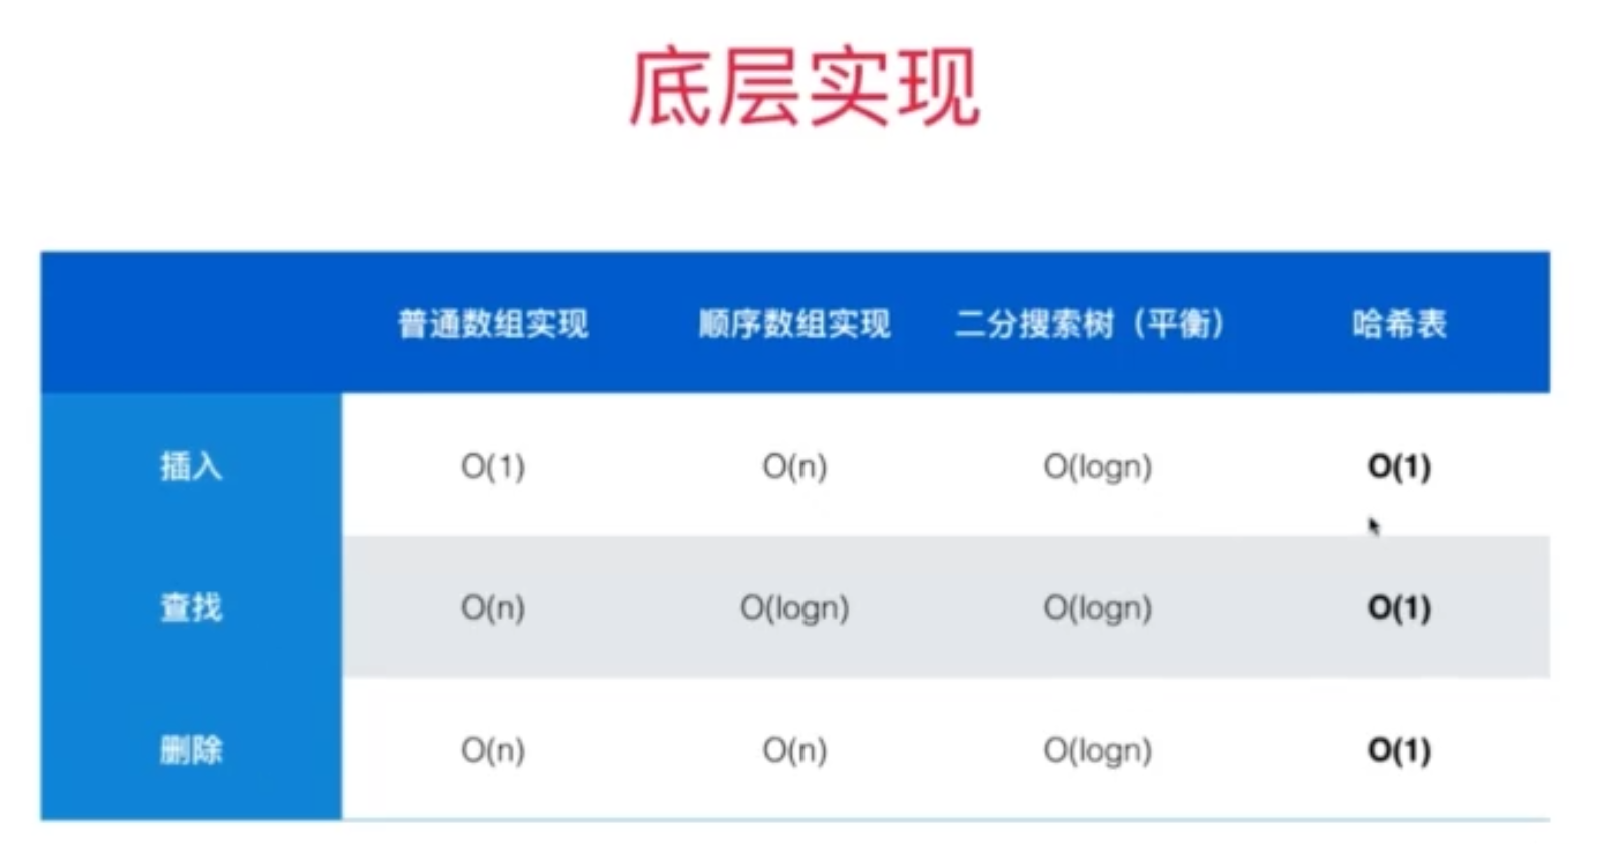 底层实现
普通数组实现 顺序数组实现 二分搜索树（平衡） 哈希表
插入 O(1) O(n) O(logn) O(1)
查找 O(n) O(logn) O(logn) O(1)
删除 O(n) O(n) O(logn) O(1)